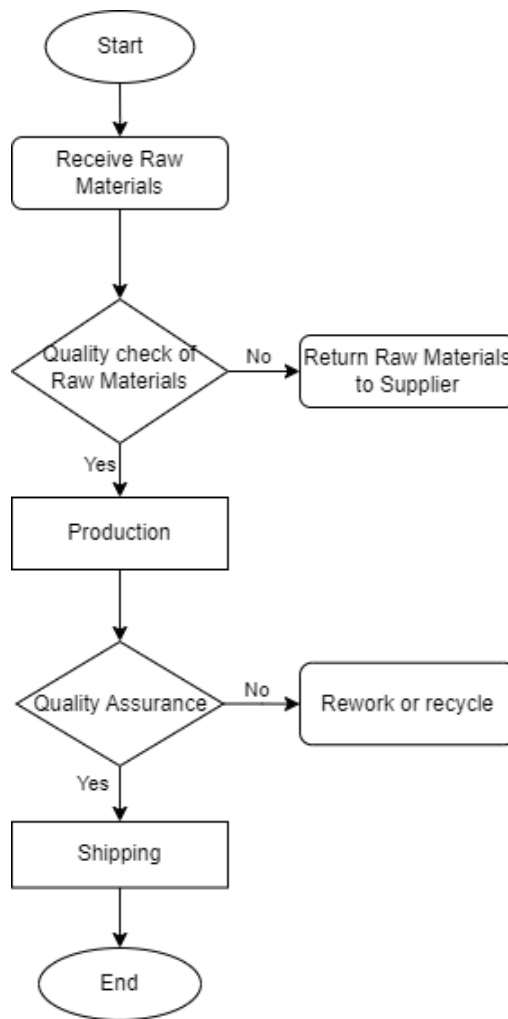 Start
Receive Raw
Materials
Quality check of
Raw Materials
No
Return Raw Materials
to Supplier
Yes
Production
Quality Assurance
No
Rework or recycle
Yes
Shipping
End